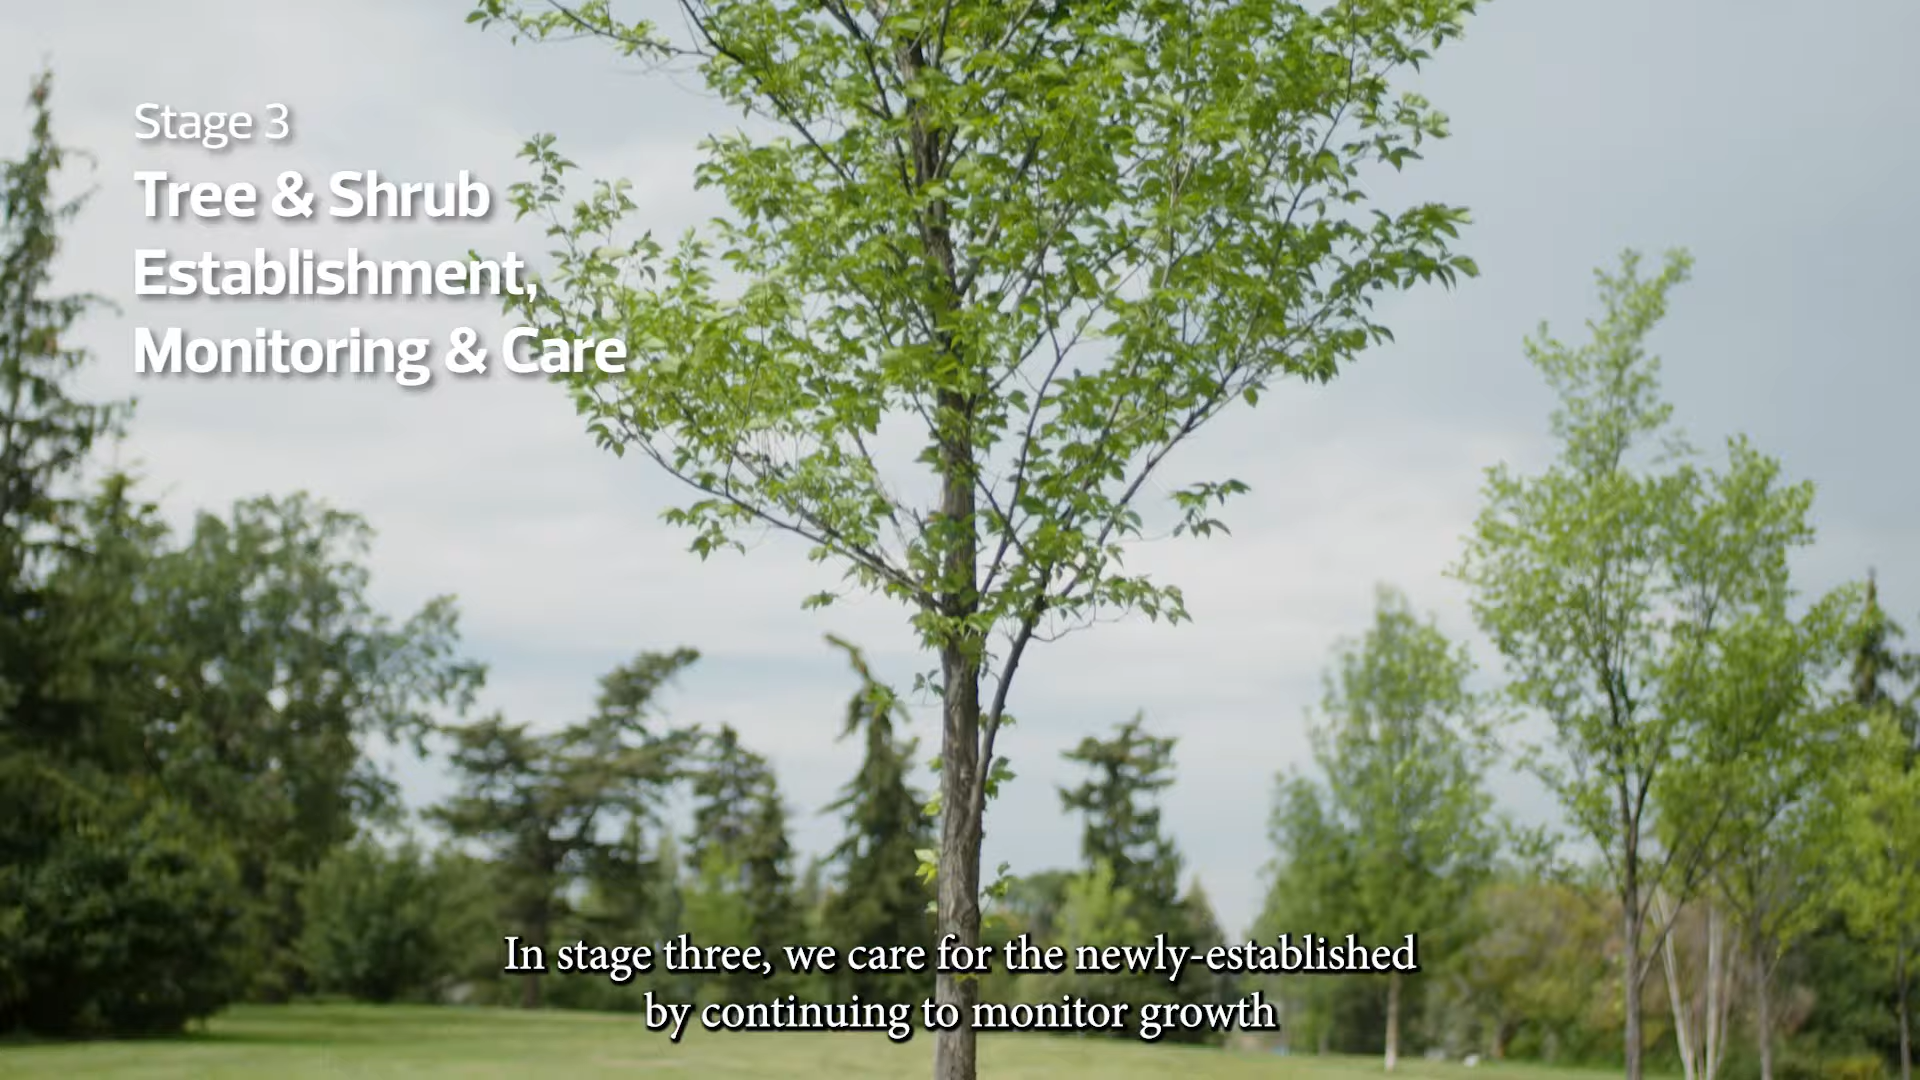 Stage 3
Tree & Shrub
Establishment,
Monitoring & Care
In stage three, we care for the newly-established
by continuing to monitor growth